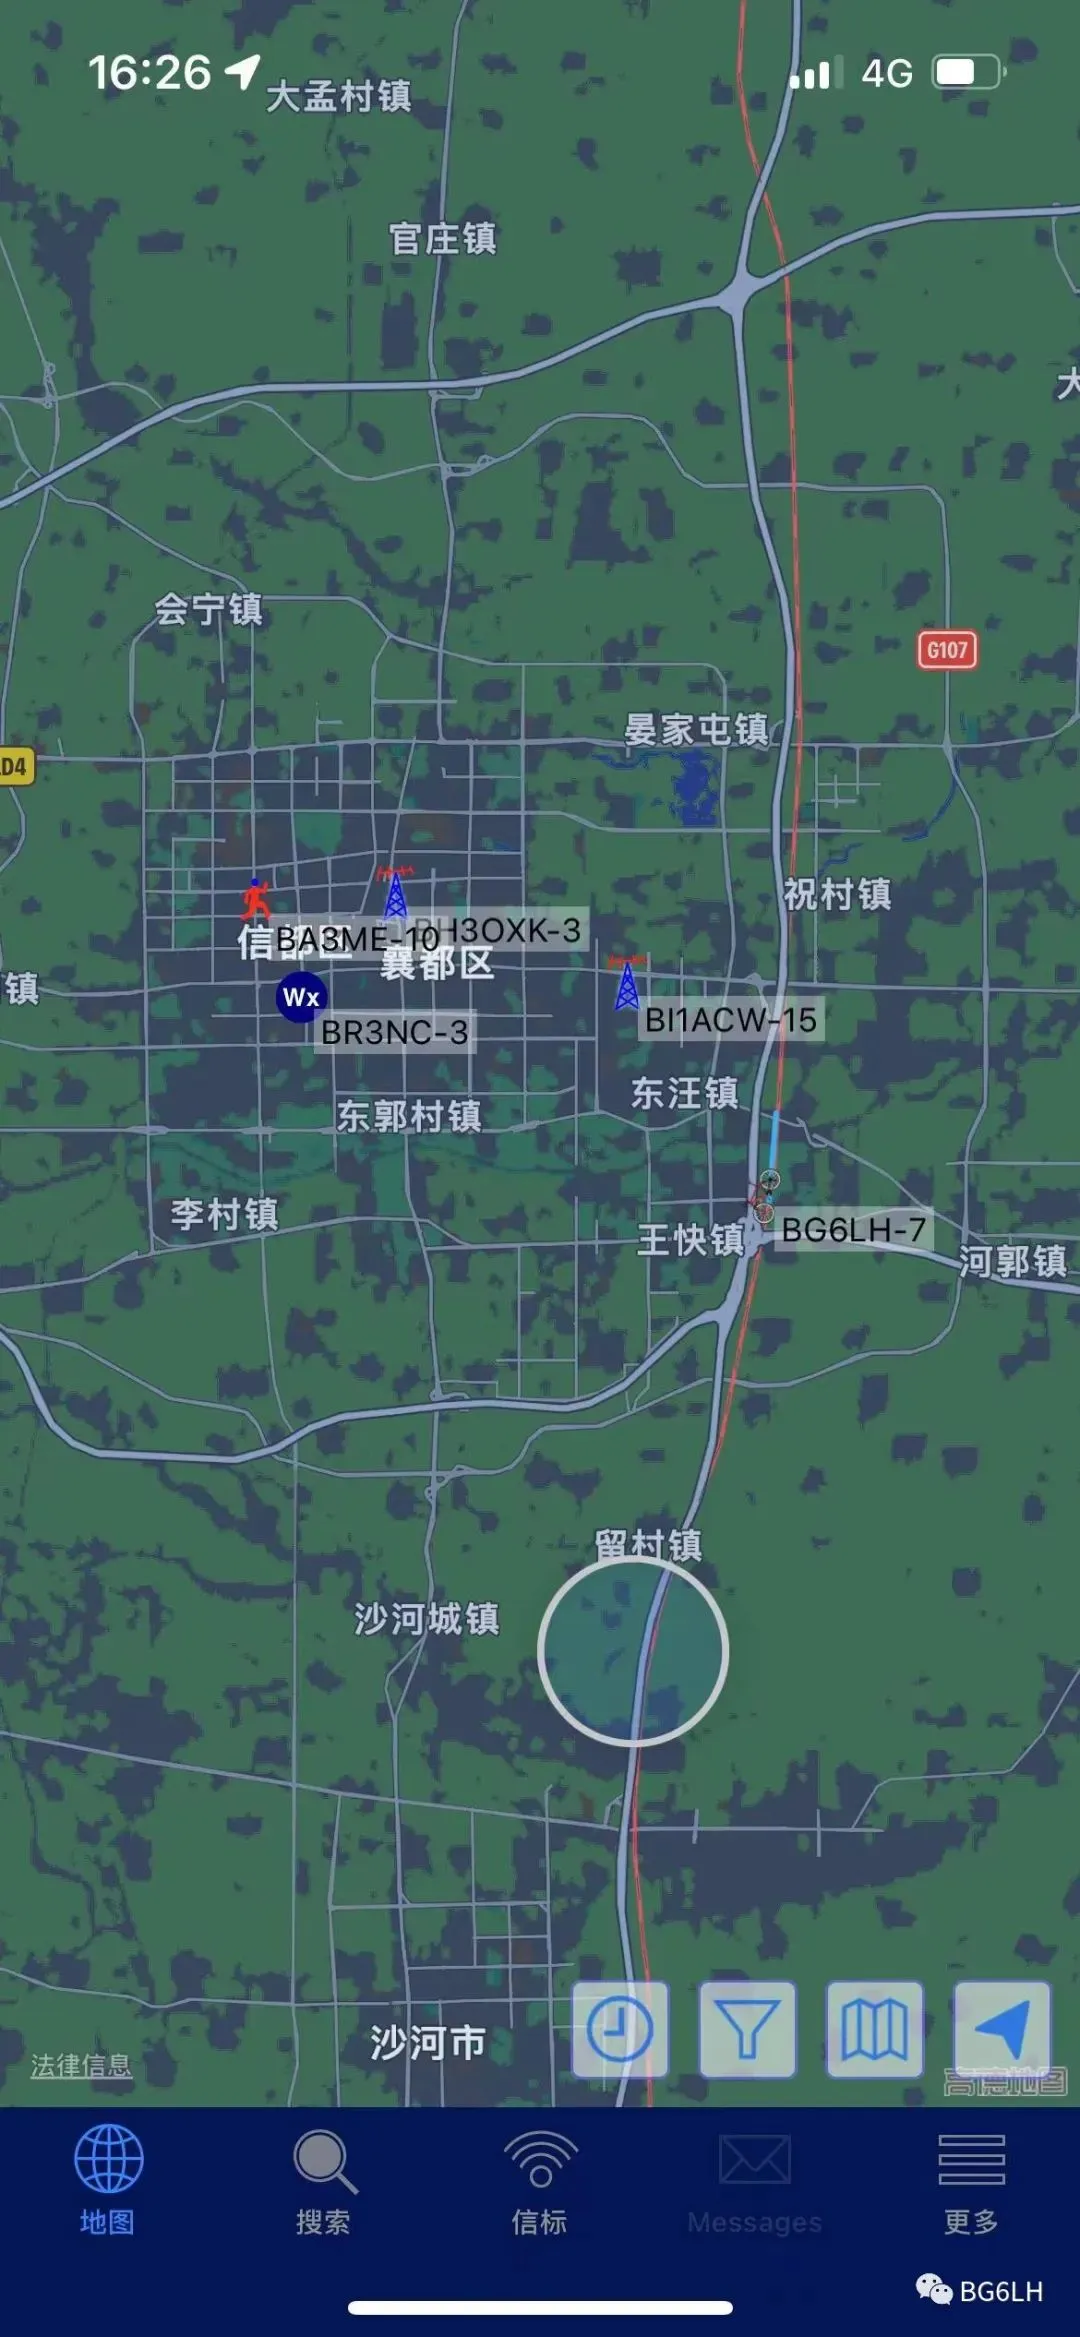 16:26
4G
大孟村镇
官庄镇
大
会宁镇
G107
晏家屯镇
D4
祝村镇
BH3OXK-3
BA3ME-10
信都区
襄都区
镇
Wx
BR3NC-3
BI1ACW-15
东汪镇
东郭村镇
李村镇
BG6LH-7
王快镇
河郭镇
留村镇
沙河城镇
沙河市
法律信息
高德地图
地图
搜索
信标
Messages
更多
BG6LH